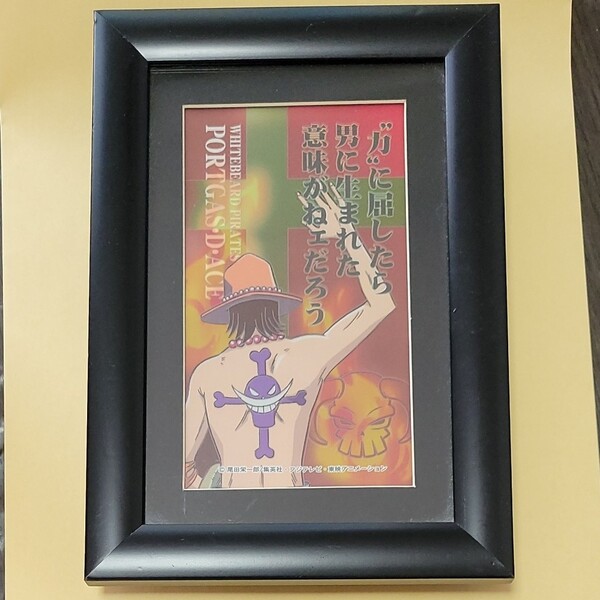 “力”に屈したら
男に生まれた
意味がねェだろう
WHITEBEARD PIRATES
PORTGAS・D・ACE
© 尾田栄一郎/集英社・フジテレビ・東映アニメーション